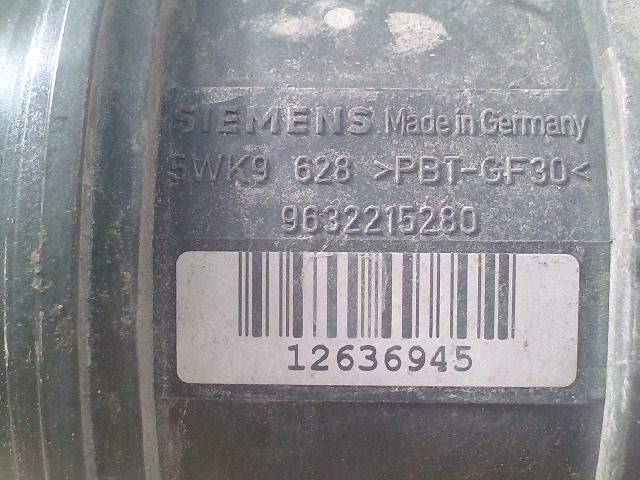 SIEMENS Made in Germany
5WK9 628 >PBT-GF30<
9632215280
12636945